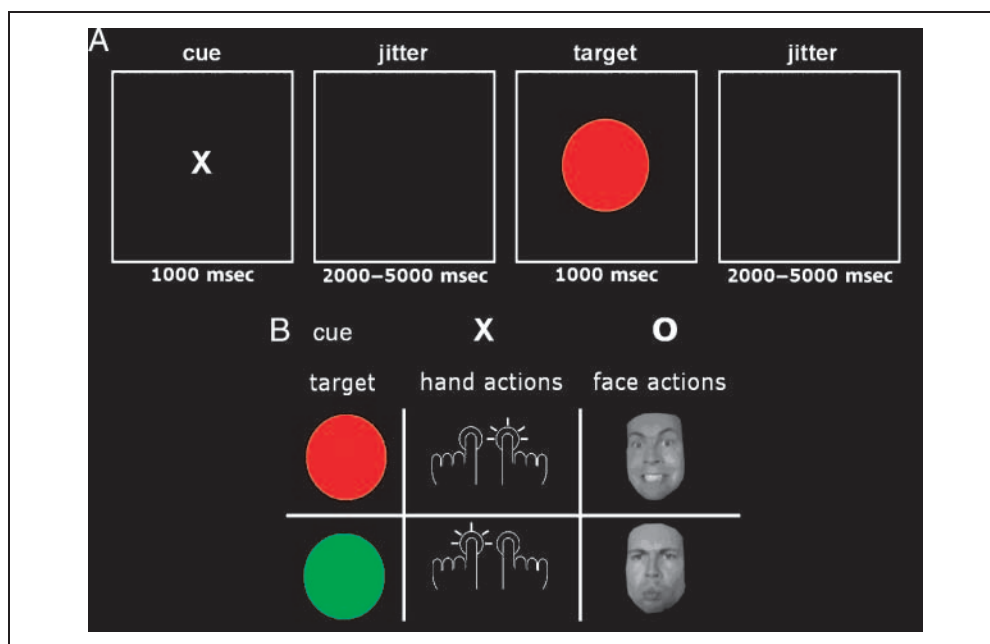 A
cue jitter target jitter
X
1000 msec 2000–5000 msec 1000 msec 2000–5000 msec
B cue X O
target hand actions face actions